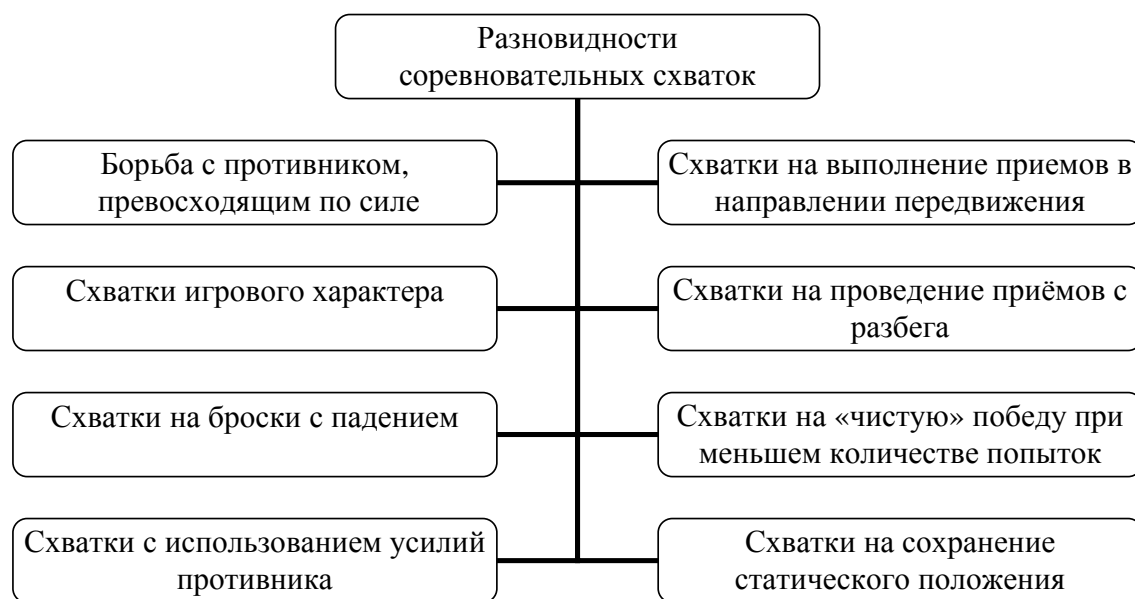 Разновидности
соревновательных схваток
Борьба с противником,
превосходящим по силе
Схватки на выполнение приемов в
направлении передвижения
Схватки игрового характера
Схватки на проведение приёмов с
разбега
Схватки на броски с падением
Схватки на «чистую» победу при
меньшем количестве попыток
Схватки с использованием усилий
противника
Схватки на сохранение
статического положения